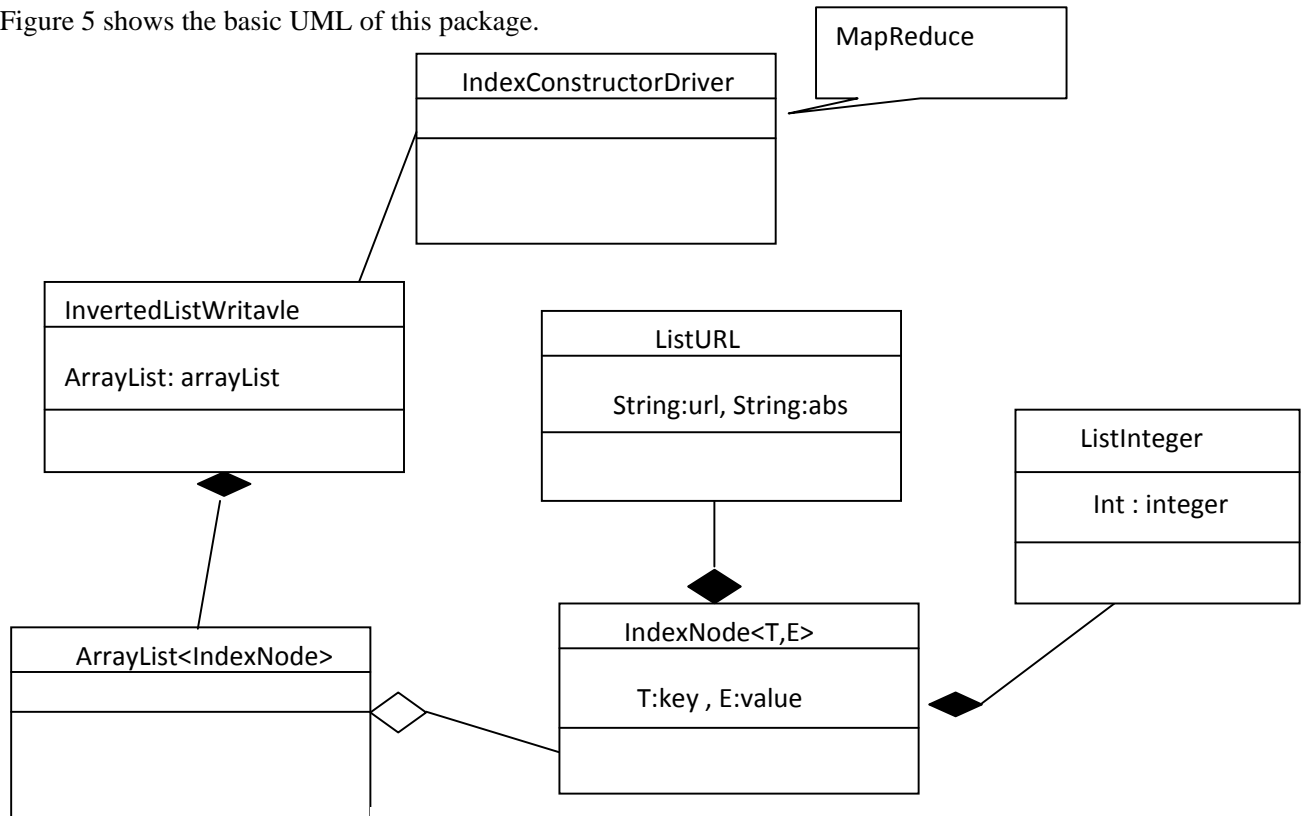 Figure 5 shows the basic UML of this package.
MapReduce
IndexConstructorDriver
InvertedListWritavle
ArrayList: arrayList
ListURL
String:url, String:abs
ListInteger
Int : integer
IndexNode<T,E>
T:key , E:value
ArrayList<IndexNode>